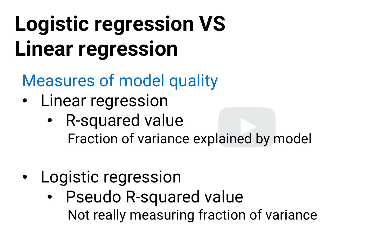 Logistic regression VS
Linear regression
Measures of model quality
• Linear regression
• R-squared value
Fraction of variance explained by model
• Logistic regression
• Pseudo R-squared value
Not really measuring fraction of variance